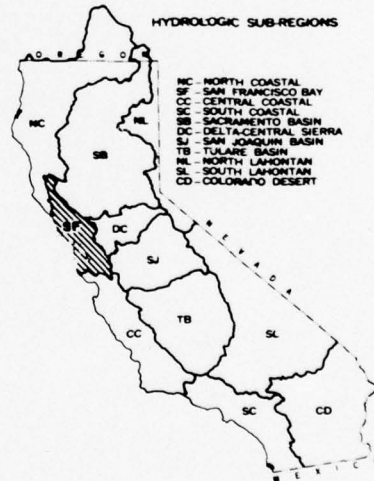 HYDROLOGIC SUB-REGIONS
OREGON
NC - NORTH COASTAL
SF - SAN FRANCISCO BAY
CC - CENTRAL COASTAL
SC - SOUTH COASTAL
SB - SACRAMENTO BASIN
DC - DELTA-CENTRAL SIERRA
SJ - SAN JOAQUIN BASIN
TB - TULARE BASIN
NL - NORTH LAHONTAN
SL - SOUTH LAHONTAN
CD - COLORADO DESERT
NC
NL
SB
SF
DC
NEVADA
SJ
CC
TB
SL
SC
CD
MEXICO